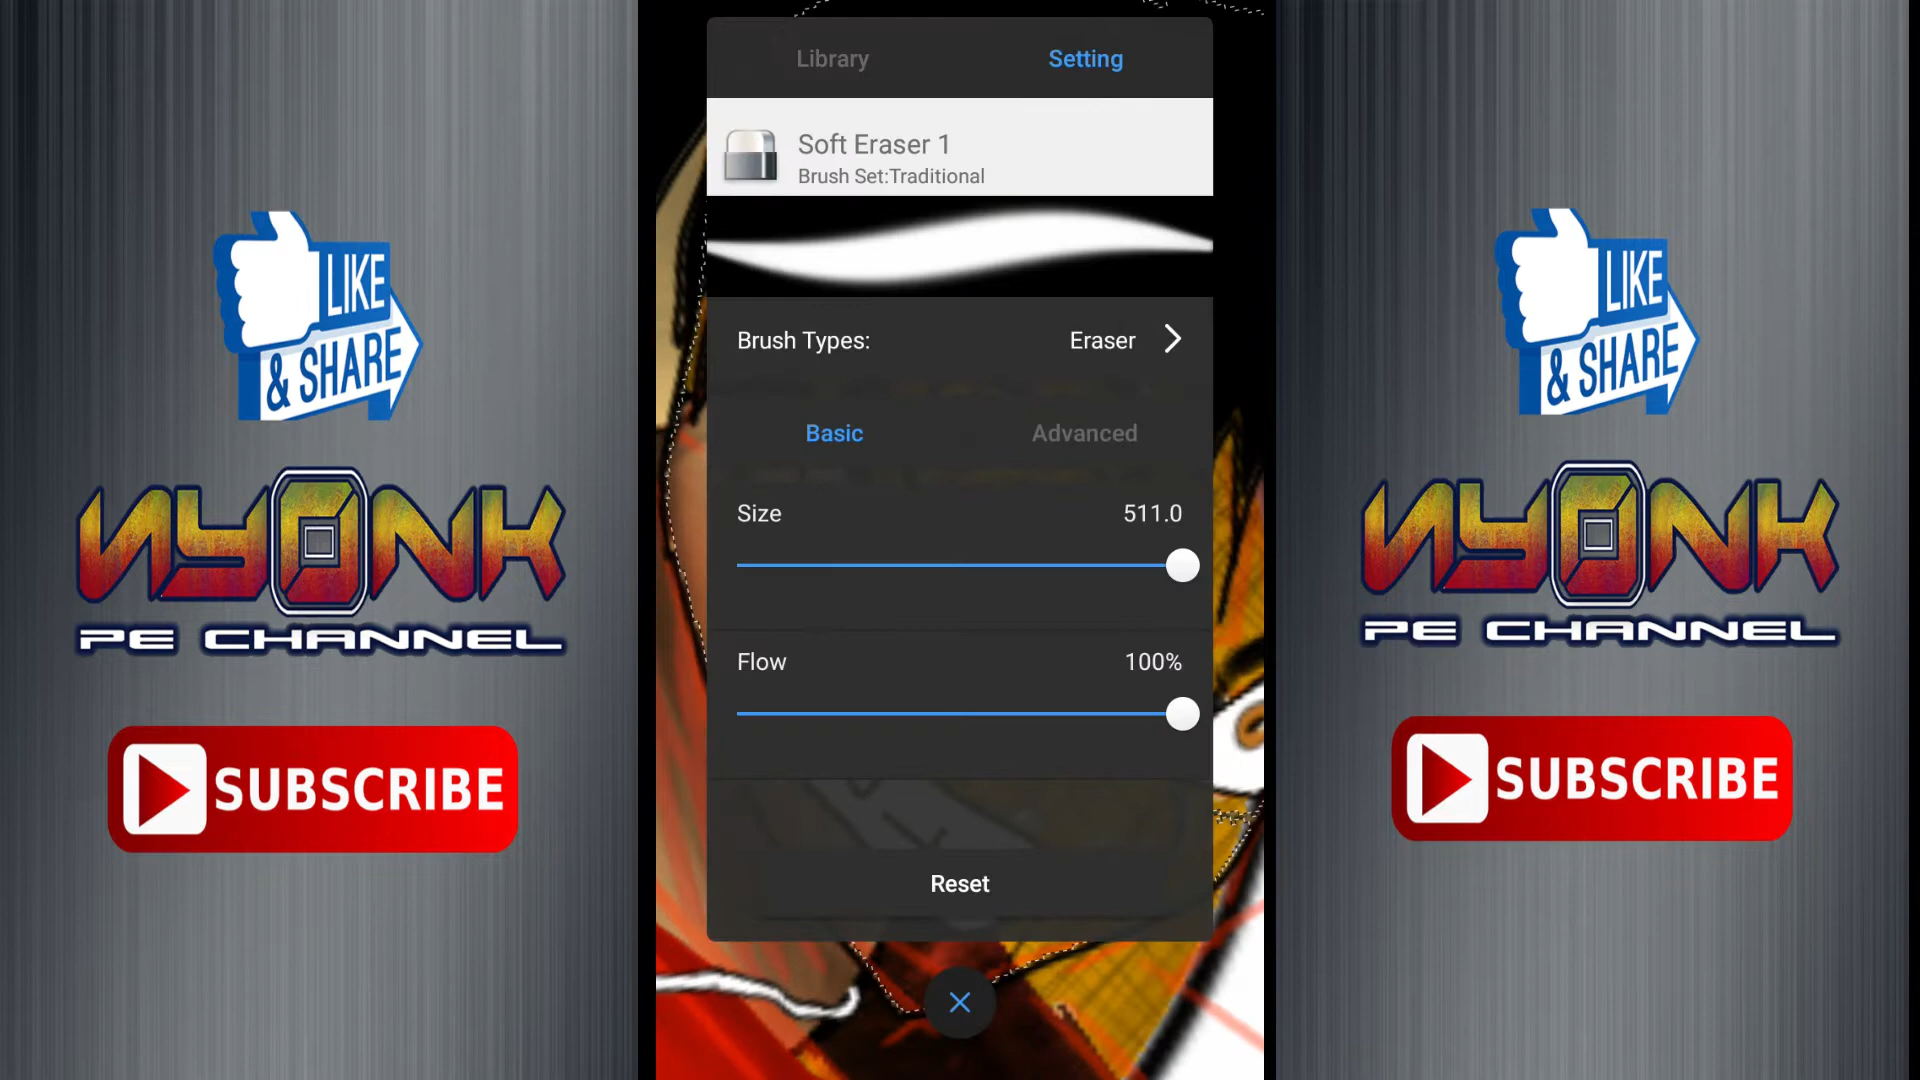 LIKE
& SHARE
NYONK
PE CHANNEL
SUBSCRIBE
Library
Setting
Soft Eraser 1
Brush Set:Traditional
Brush Types:
Eraser
Basic
Advanced
Size
511.0
Flow
100%
Reset
LIKE
& SHARE
NYONK
PE CHANNEL
SUBSCRIBE